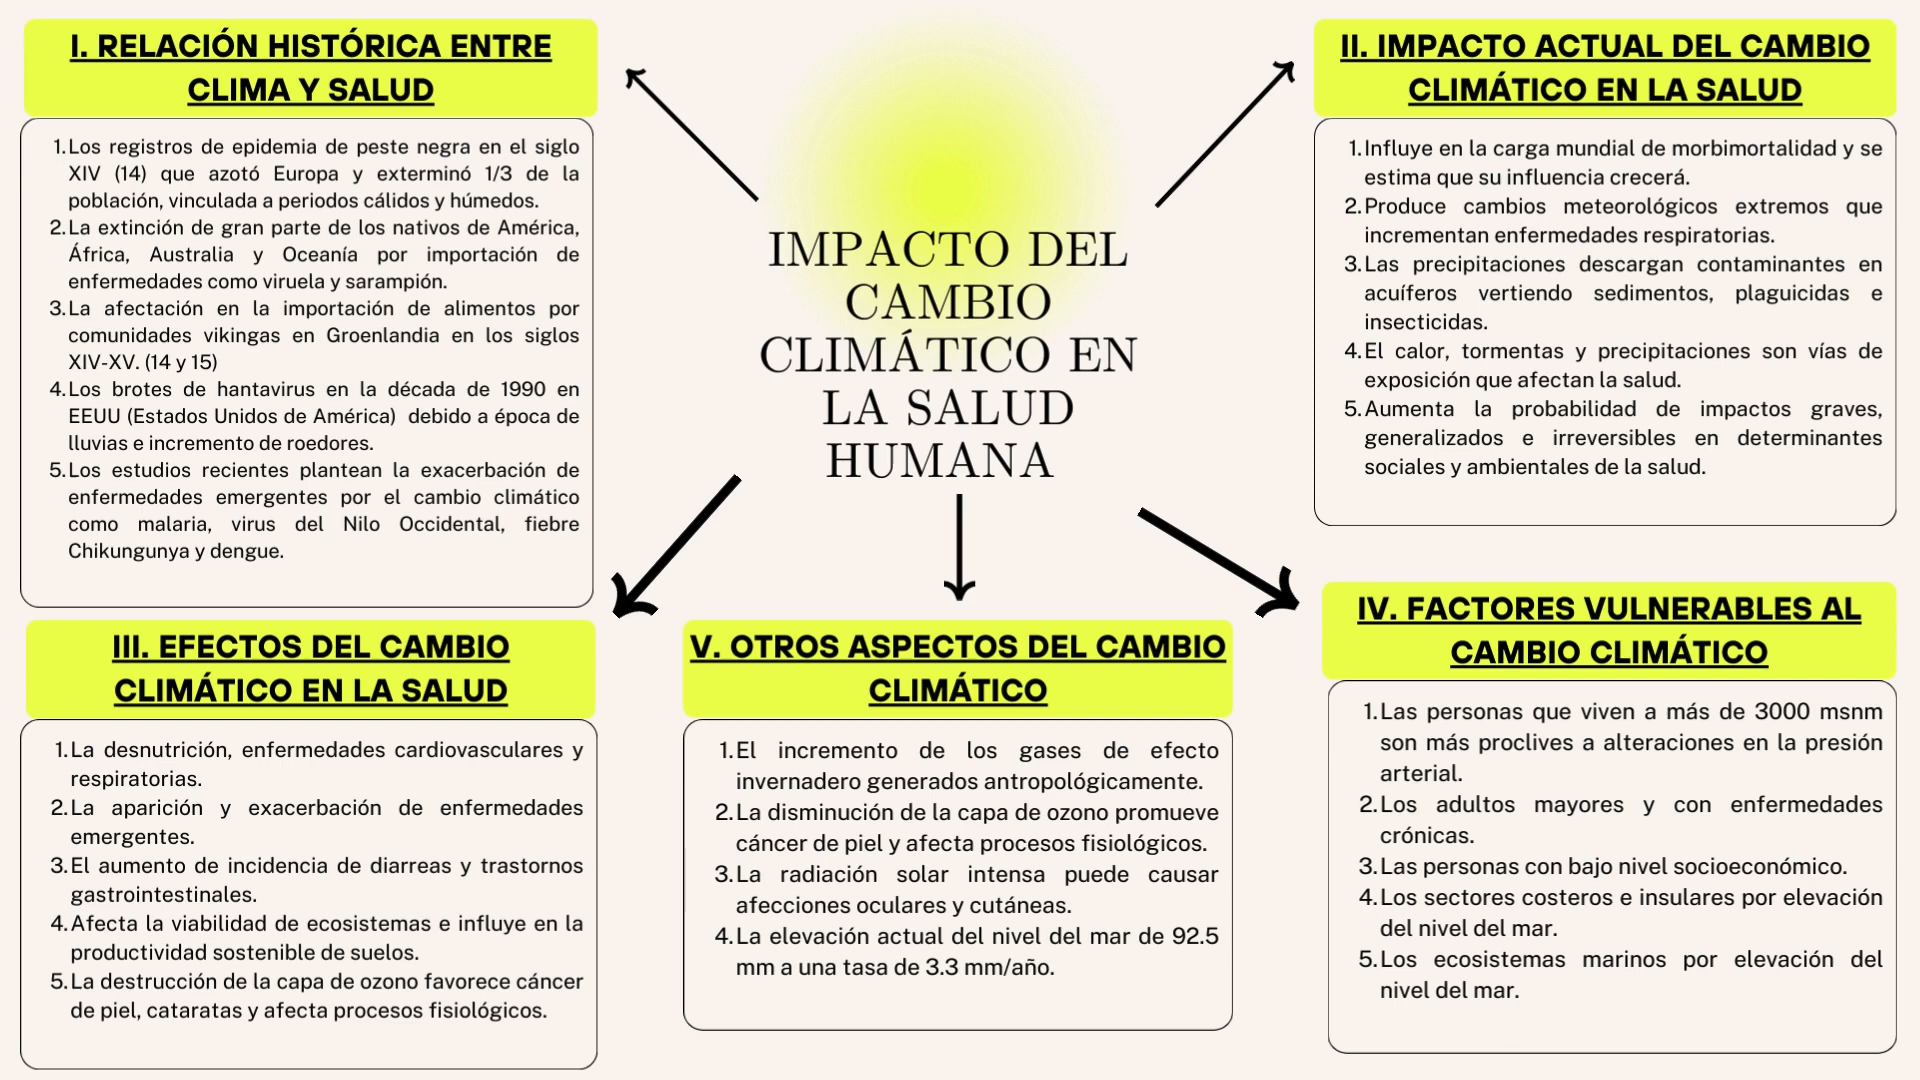 I. RELACIÓN HISTÓRICA ENTRE
CLIMA Y SALUD
1. Los registros de epidemia de peste negra en el siglo
XIV (14) que azotó Europa y exterminó 1/3 de la
población, vinculada a periodos cálidos y húmedos.
2. La extinción de gran parte de los nativos de América,
África, Australia y Oceanía por importación de
enfermedades como viruela y sarampión.
3. La afectación en la importación de alimentos por
comunidades vikingas en Groenlandia en los siglos
XIV-XV. (14 y 15)
4. Los brotes de hantavirus en la década de 1990 en
EEUU (Estados Unidos de América) debido a época de
lluvias e incremento de roedores.
5. Los estudios recientes plantean la exacerbación de
enfermedades emergentes por el cambio climático
como malaria, virus del Nilo Occidental, fiebre
Chikungunya y dengue.
IMPACTO DEL
CAMBIO
CLIMÁTICO EN
LA SALUD
HUMANA
II. IMPACTO ACTUAL DEL CAMBIO
CLIMÁTICO EN LA SALUD
1. Influye en la carga mundial de morbimortalidad y se
estima que su influencia crecerá.
2. Produce cambios meteorológicos extremos que
incrementan enfermedades respiratorias.
3. Las precipitaciones descargan contaminantes en
acuíferos vertiendo sedimentos, plaguicidas e
insecticidas.
4. El calor, tormentas y precipitaciones son vías de
exposición que afectan la salud.
5. Aumenta la probabilidad de impactos graves,
generalizados e irreversibles en determinantes
sociales y ambientales de la salud.
III. EFECTOS DEL CAMBIO
CLIMÁTICO EN LA SALUD
1. La desnutrición, enfermedades cardiovasculares y
respiratorias.
2. La aparición y exacerbación de enfermedades
emergentes.
3. El aumento de incidencia de diarreas y trastornos
gastrointestinales.
4. Afecta la viabilidad de ecosistemas e influye en la
productividad sostenible de suelos.
5. La destrucción de la capa de ozono favorece cáncer
de piel, cataratas y afecta procesos fisiológicos.
V. OTROS ASPECTOS DEL CAMBIO
CLIMÁTICO
1. El incremento de los gases de efecto
invernadero generados antropológicamente.
2. La disminución de la capa de ozono promueve
cáncer de piel y afecta procesos fisiológicos.
3. La radiación solar intensa puede causar
afecciones oculares y cutáneas.
4. La elevación actual del nivel del mar de 92.5
mm a una tasa de 3.3 mm/año.
IV. FACTORES VULNERABLES AL
CAMBIO CLIMÁTICO
1. Las personas que viven a más de 3000 msnm
son más proclives a alteraciones en la presión
arterial.
2. Los adultos mayores y con enfermedades
crónicas.
3. Las personas con bajo nivel socioeconómico.
4. Los sectores costeros e insulares por elevación
del nivel del mar.
5. Los ecosistemas marinos por elevación del
nivel del mar.